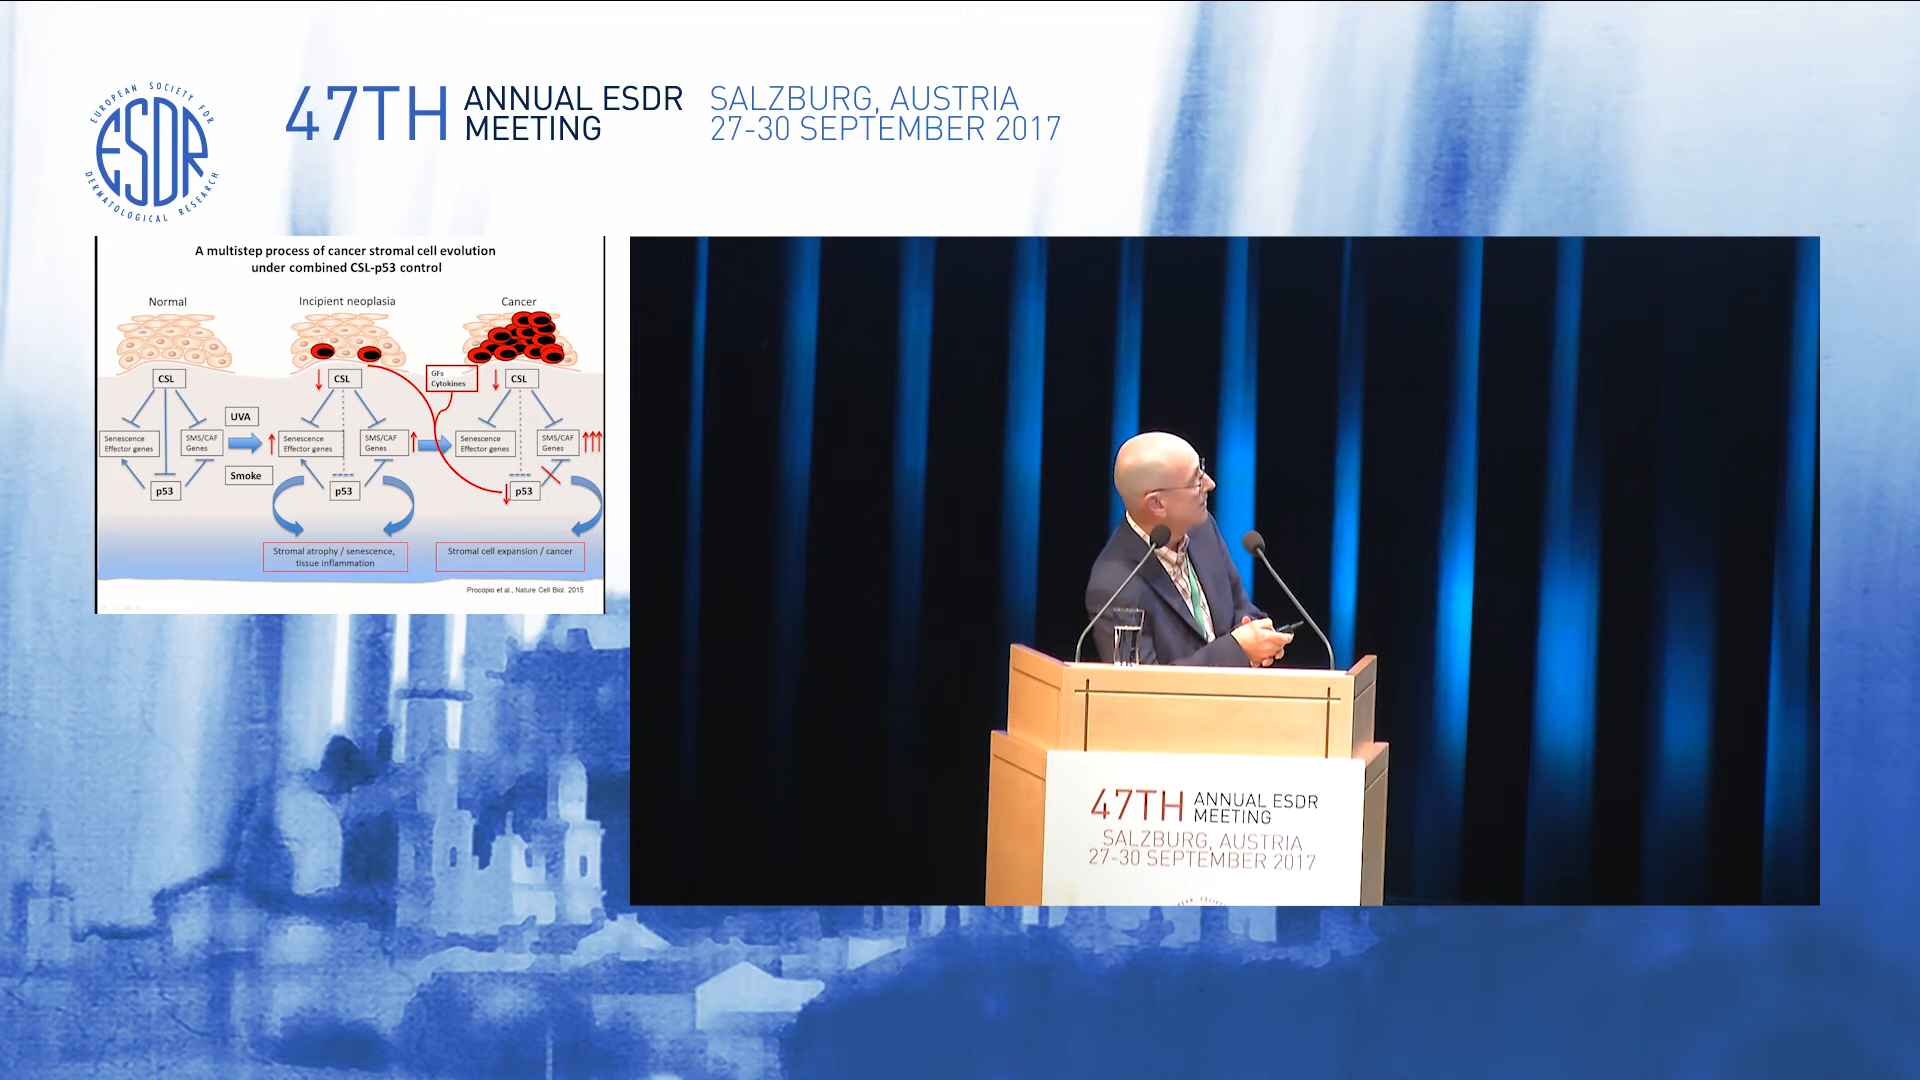 EUROPEAN SOCIETY FOR
ESDR
DERMATOLOGICAL RESEARCH
47TH ANNUAL ESDR MEETING
SALZBURG, AUSTRIA
27-30 SEPTEMBER 2017
A multistep process of cancer stromal cell evolution
under combined CSL-p53 control
Normal
Incipient neoplasia
Cancer
CSL
CSL
GFs
Cytokines
CSL
UVA
Senescence
Effector genes
SMS/CAF
Genes
Senescence
Effector genes
SMS/CAF
Genes
Senescence
Effector genes
SMS/CAF
Genes
Smoke
p53
p53
p53
Stromal atrophy / senescence,
tissue inflammation
Stromal cell expansion / cancer
Procopio et al., Nature Cell Biol. 2015
47TH ANNUAL ESDR MEETING
SALZBURG, AUSTRIA
27-30 SEPTEMBER 2017